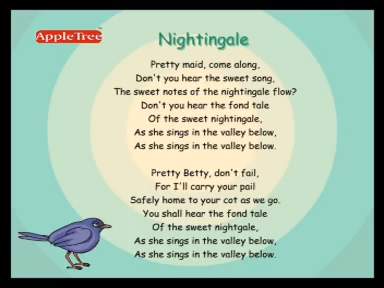 AppleTree
Nightingale
Pretty maid, come along,
Don't you hear the sweet song,
The sweet notes of the nightingale flow?
Don't you hear the fond tale
Of the sweet nightingale,
As she sings in the valley below,
As she sings in the valley below.
Pretty Betty, don't fail,
For I'll carry your pail
Safely home to your cot as we go.
You shall hear the fond tale
Of the sweet nightgale,
As she sings in the valley below,
As she sings in the valley below.